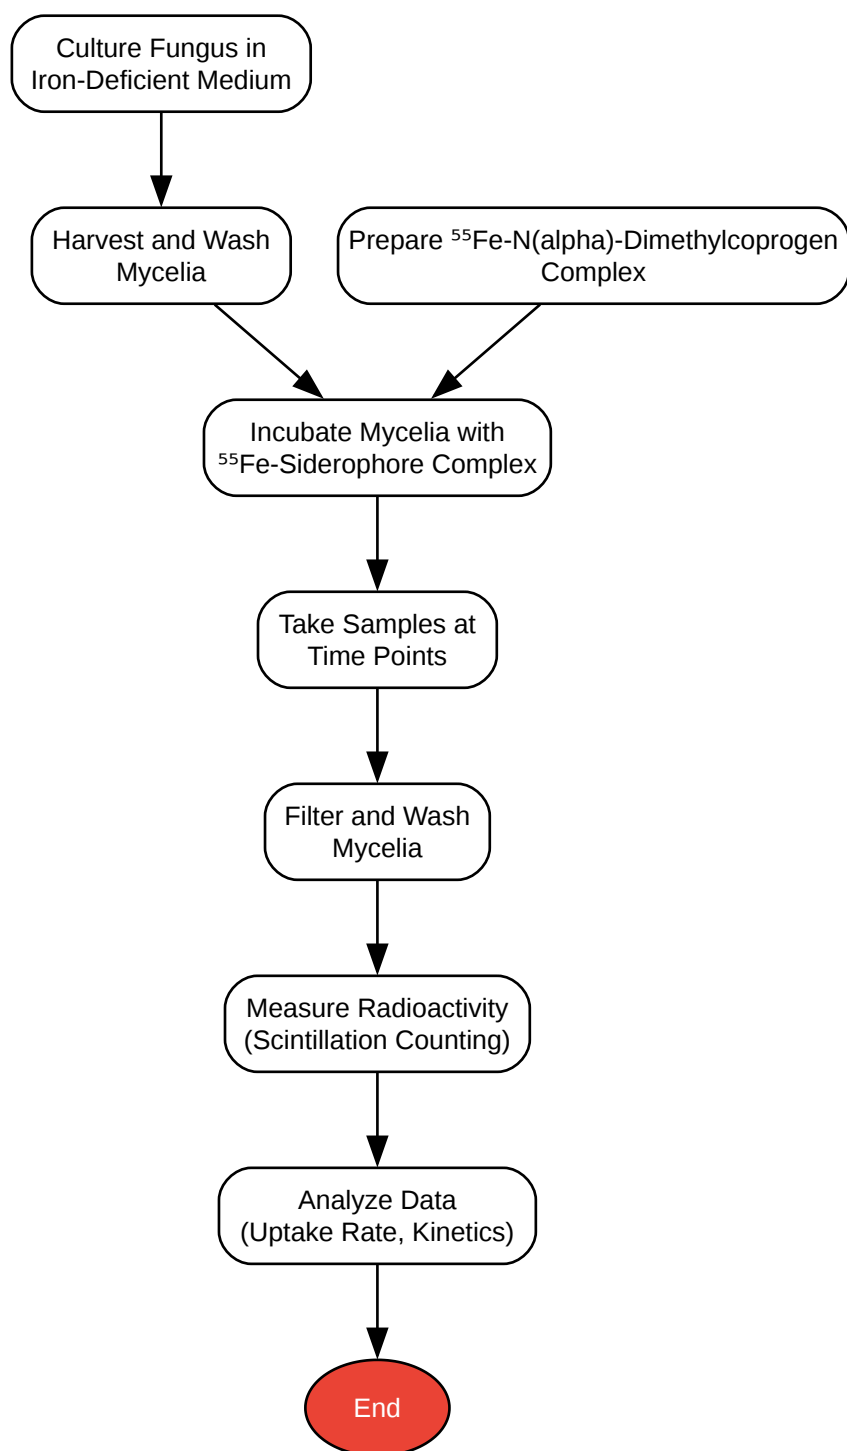 Culture Fungus in
Iron-Deficient Medium
Harvest and Wash
Mycelia
Prepare ⁵⁵Fe-N(alpha)-Dimethylcoprogen
Complex
Incubate Mycelia with
⁵⁵Fe-Siderophore Complex
Take Samples at
Time Points
Filter and Wash
Mycelia
Measure Radioactivity
(Scintillation Counting)
Analyze Data
(Uptake Rate, Kinetics)
End